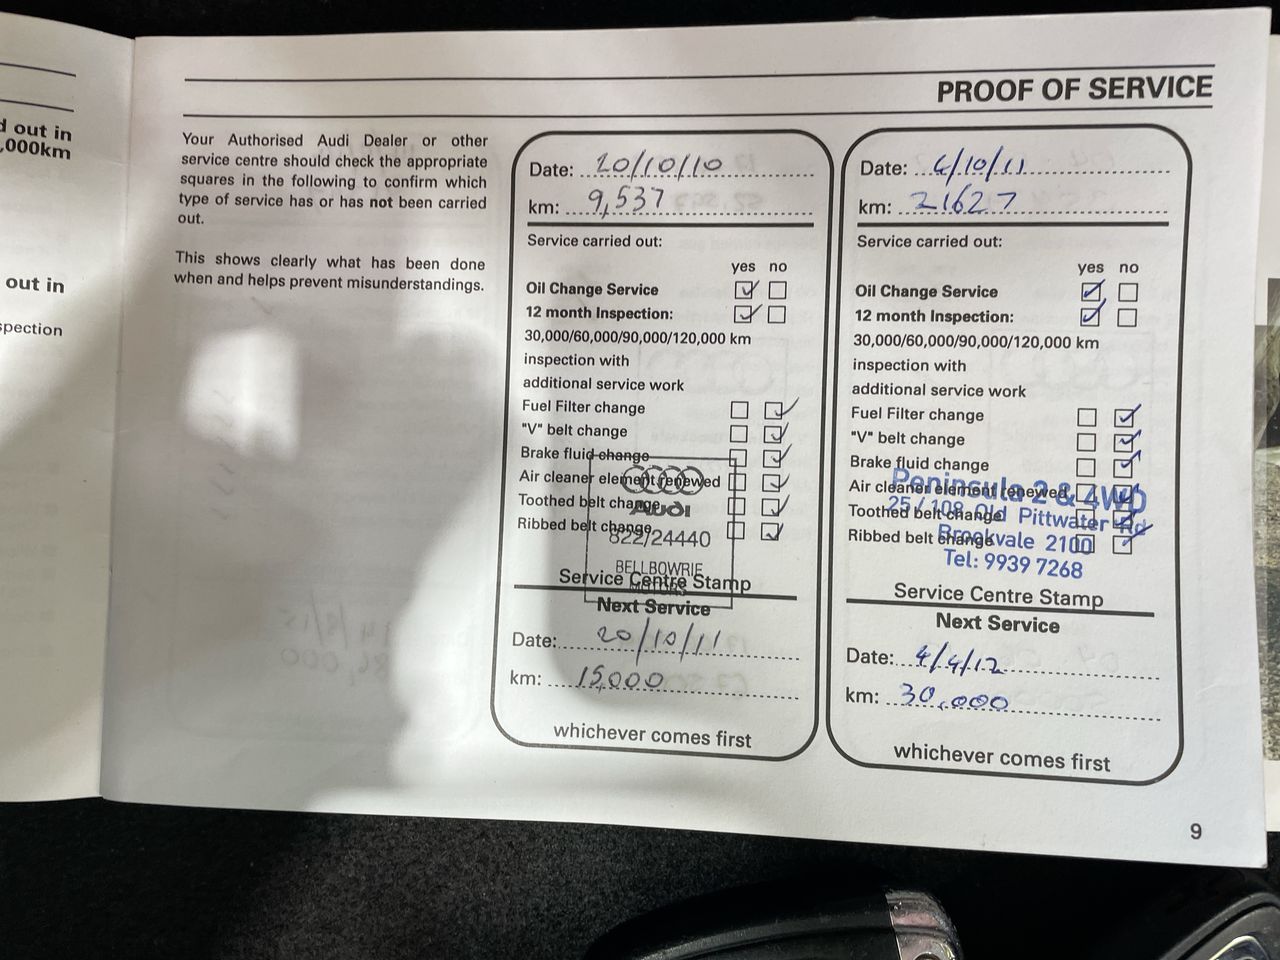 d out in
,000km
out in
spection
PROOF OF SERVICE
Your Authorised Audi Dealer or other
service centre should check the appropriate
squares in the following to confirm which
type of service has or has not been carried
out.
This shows clearly what has been done
when and helps prevent misunderstandings.
Date: 20/10/10
km: 9,537
Service carried out:
yes no
Oil Change Service
12 month Inspection:
30,000/60,000/90,000/120,000 km
inspection with
additional service work
Fuel Filter change
"V" belt change
Brake fluid change
Air cleaner element renewed
Toothed belt change
Ribbed belt change
AUDI
822/24440
BELLBOWRIE
MOTORS
Service Centre Stamp
Next Service
Date: 20/10/11
km: 15,000
whichever comes first
Date: 4/10/11
km: 21627
Service carried out:
yes no
Oil Change Service
12 month Inspection:
30,000/60,000/90,000/120,000 km
inspection with
additional service work
Fuel Filter change
"V" belt change
Brake fluid change
Air cleaner element renewed
Toothed belt change
Ribbed belt change
Peninsula 2 & 4WD
25/108 Old Pittwater Rd
Brookvale 2100
Tel: 9939 7268
Service Centre Stamp
Next Service
Date: 4/4/12
km: 30,000
whichever comes first
9